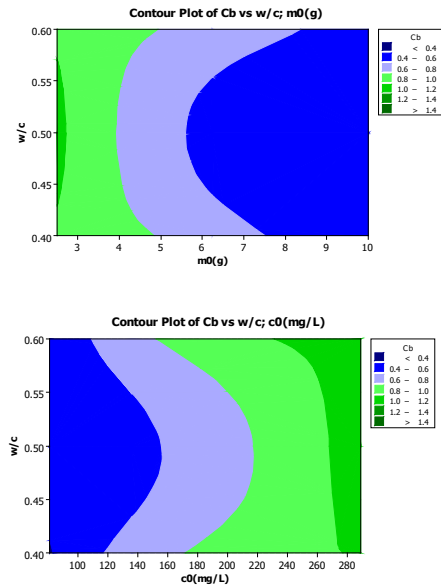 Contour Plot of Cb vs w/c; m0(g)
Cb
< 0.4
0.4 – 0.6
0.6 – 0.8
0.8 – 1.0
1.0 – 1.2
1.2 – 1.4
> 1.4
w/c
0.60
0.55
0.50
0.45
0.40
3 4 5 6 7 8 9 10
m0(g)
Contour Plot of Cb vs w/c; c0(mg/L)
Cb
< 0.4
0.4 – 0.6
0.6 – 0.8
0.8 – 1.0
1.0 – 1.2
1.2 – 1.4
> 1.4
w/c
0.60
0.55
0.50
0.45
0.40
100 120 140 160 180 200 220 240 260 280
c0(mg/L)